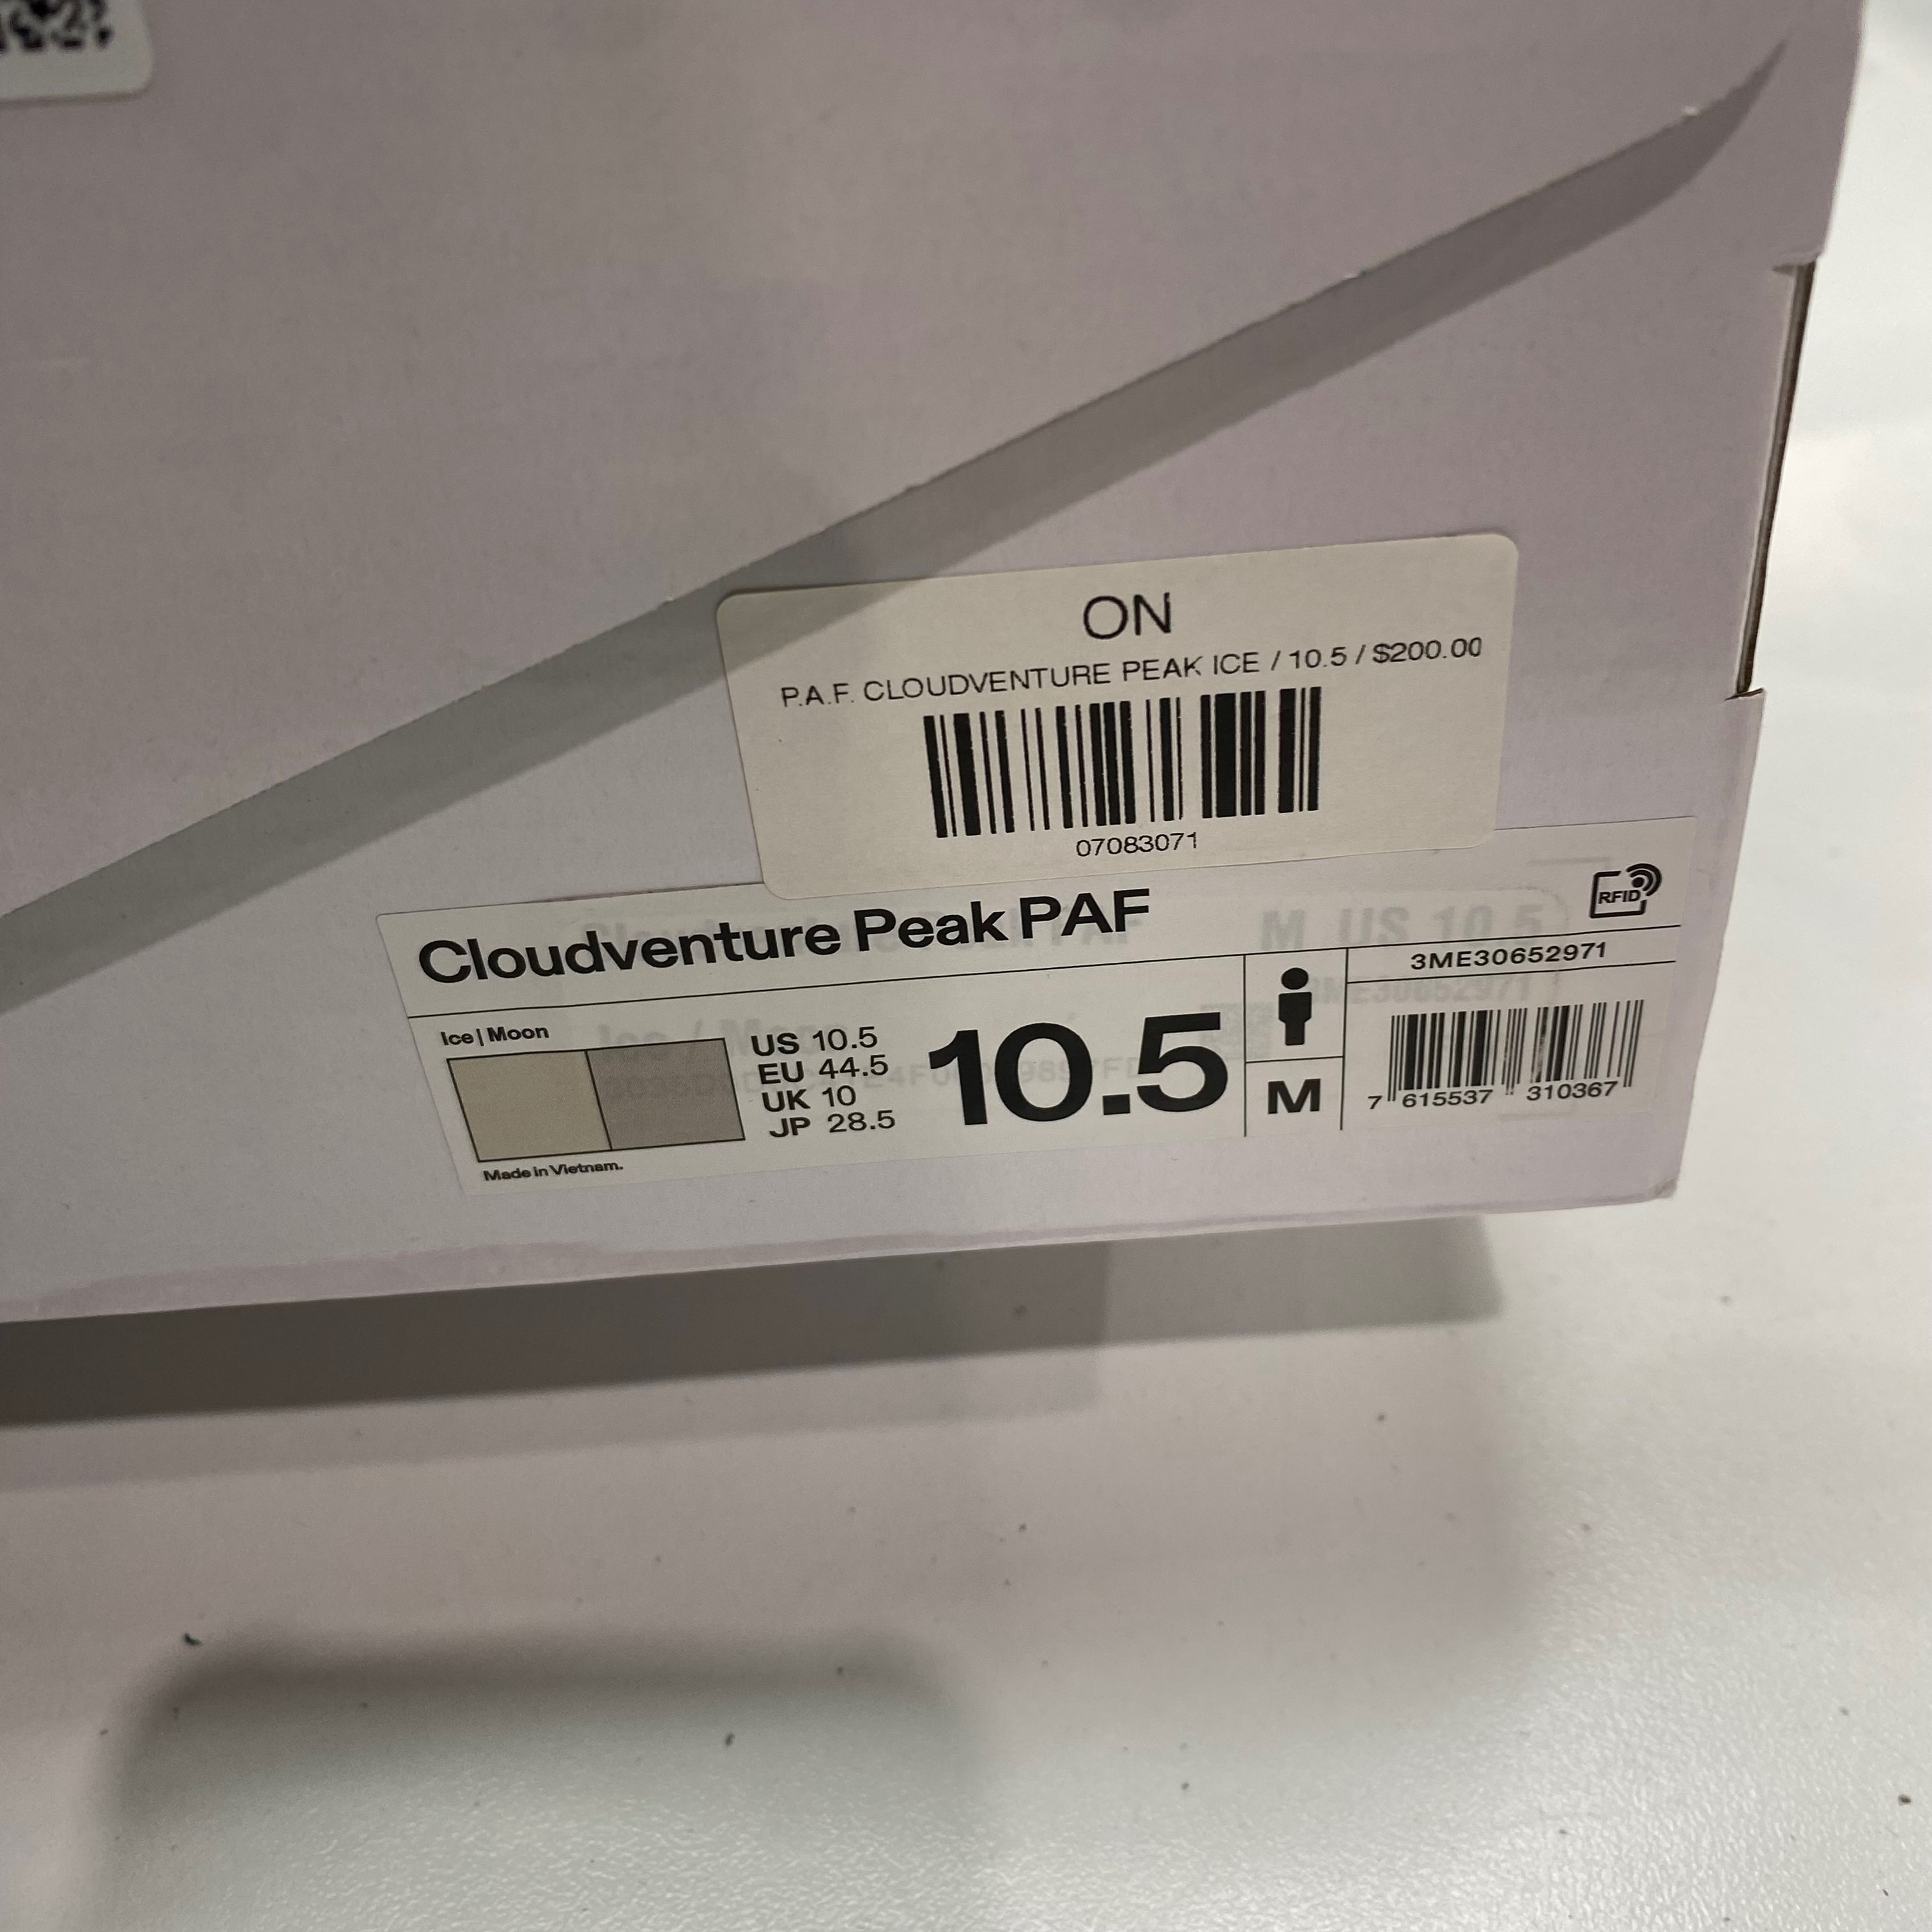 ON
P.A.F. CLOUDVENTURE PEAK ICE / 10.5 / $200.00
07083071
Cloudventure Peak PAF
RFID
3ME30652971
Ice | Moon
US 10.5
EU 44.5
UK 10
JP 28.5
10.5
M
7 615537 310367
Made in Vietnam.